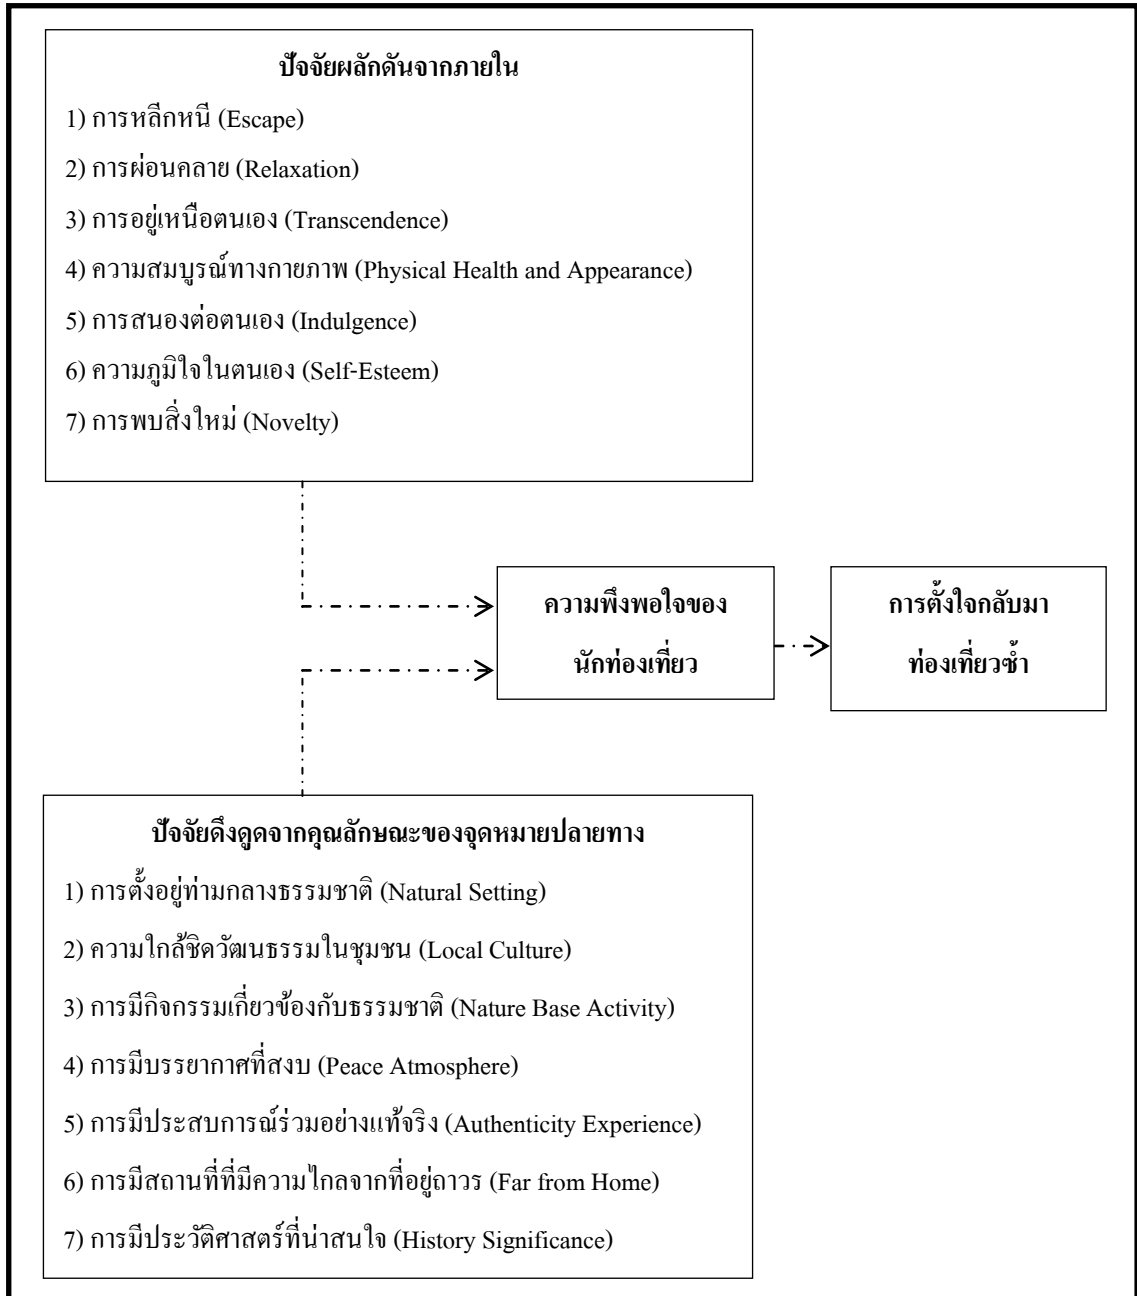 ปัจจัยผลักดันจากภายใน
1) การหลีกหนี (Escape)
2) การผ่อนคลาย (Relaxation)
3) การอยู่เหนือตนเอง (Transcendence)
4) ความสมบูรณ์ทางกายภาพ (Physical Health and Appearance)
5) การสนองต่อตนเอง (Indulgence)
6) ความภูมิใจในตนเอง (Self-Esteem)
7) การพบสิ่งใหม่ (Novelty)
ความพึงพอใจของ
นักท่องเที่ยว
การตั้งใจกลับมา
ท่องเที่ยวซ้ำ
ปัจจัยดึงดูดจากคุณลักษณะของจุดหมายปลายทาง
1) การตั้งอยู่ท่ามกลางธรรมชาติ (Natural Setting)
2) ความใกล้ชิดวัฒนธรรมในชุมชน (Local Culture)
3) การมีกิจกรรมเกี่ยวข้องกับธรรมชาติ (Nature Base Activity)
4) การมีบรรยากาศที่สงบ (Peace Atmosphere)
5) การมีประสบการณ์ร่วมอย่างแท้จริง (Authenticity Experience)
6) การมีสถานที่ที่มีความไกลจากที่อยู่ถาวร (Far from Home)
7) การมีประวัติศาสตร์ที่น่าสนใจ (History Significance)